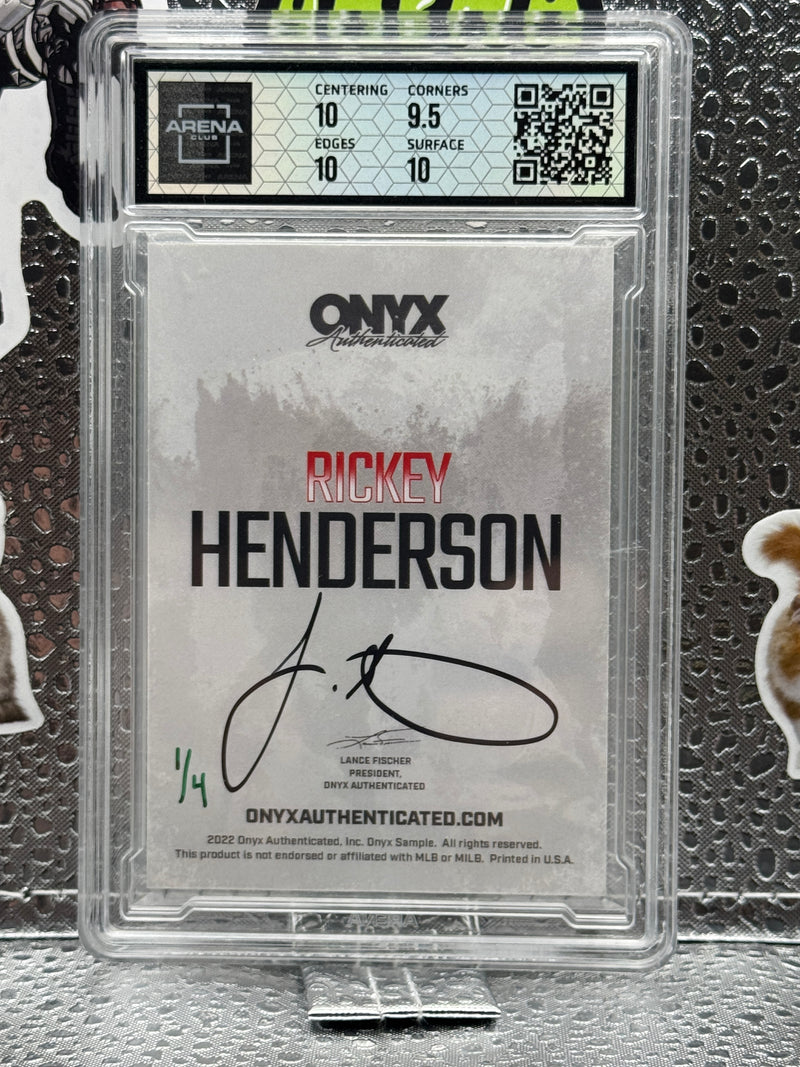 ARENA
CLUB
CENTERING
10
CORNERS
9.5
EDGES
10
SURFACE
10
ONYX
Authenticated
RICKEY
HENDERSON
1/4
LANCE FISCHER
PRESIDENT,
ONYX AUTHENTICATED
ONYXAUTHENTICATED.COM
2022 Onyx Authenticated, Inc. Onyx Sample. All rights reserved.
This product is not endorsed or affiliated with MLB or MILB. Printed in U.S.A.
ARENA